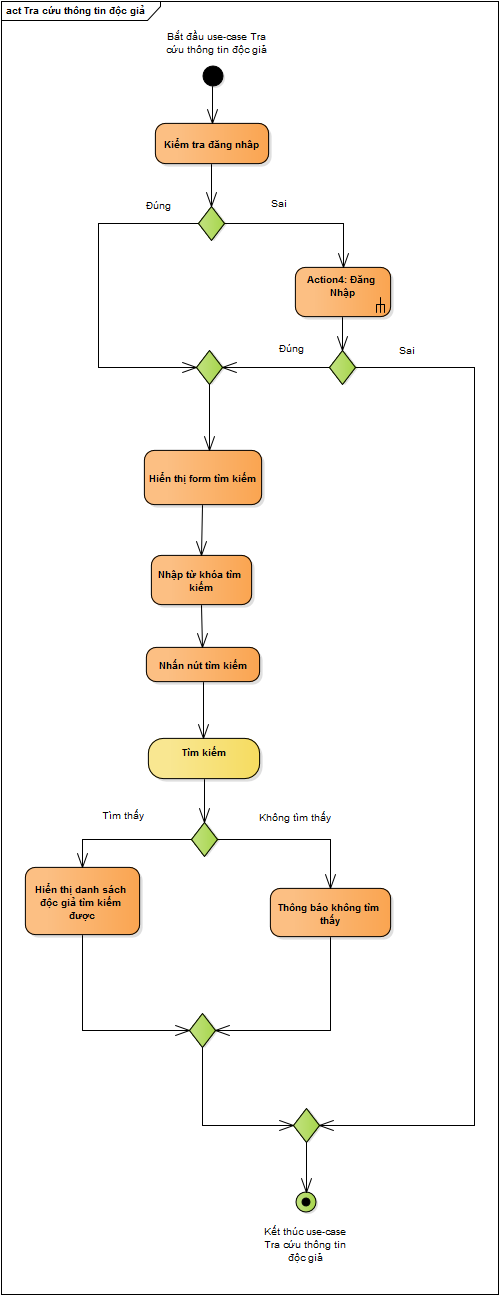 act Tra cứu thông tin độc giả
Bắt đầu use-case Tra
cứu thông tin độc giả
Kiểm tra đăng nhập
Đúng
Sai
Action4: Đăng
Nhập
Đúng
Sai
Hiển thị form tìm kiếm
Nhập từ khóa tìm
kiếm
Nhấn nút tìm kiếm
Tìm kiếm
Tìm thấy
Không tìm thấy
Hiển thị danh sách
độc giả tìm kiếm
được
Thông báo không tìm
thấy
Kết thúc use-case
Tra cứu thông tin
độc giả